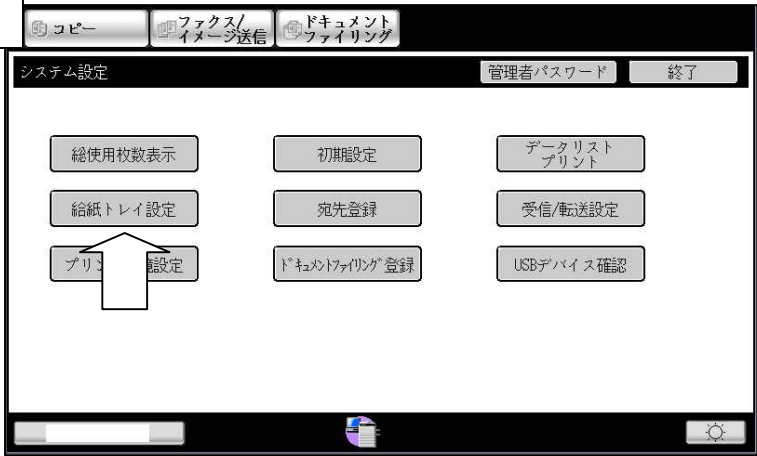 コピー
ファクス/
イメージ送信
ドキュメント
ファイリング
システム設定
管理者パスワード
終了
総使用枚数表示
初期設定
データリスト
プリント
給紙トレイ設定
宛先登録
受信/転送設定
プリン
設定
ﾄﾞｷｭﾒﾝﾄﾌｧｲﾘﾝｸﾞ登録
USBデバイス確認